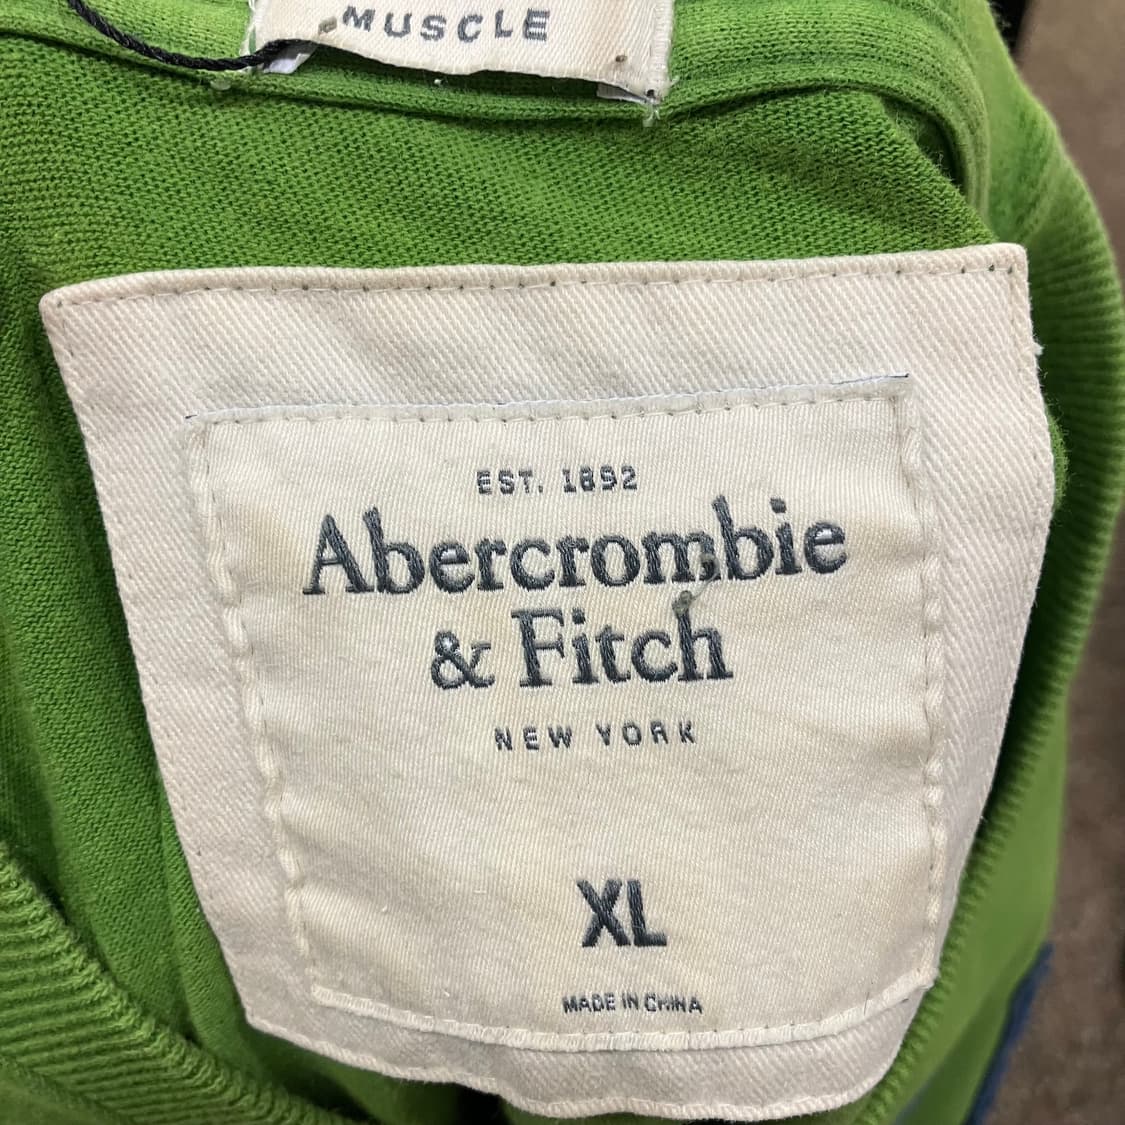 MUSCLE
EST. 1892
Abercrombie
& Fitch
NEW YORK
XL
MADE IN CHINA